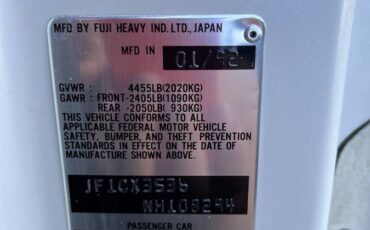 MFD BY FUJI HEAVY IND.LTD.,JAPAN
MFD IN 01/92
GVWR : 4455LB(2020KG)
GAWR : FRONT-2405LB(1090KG)
REAR -2050LB( 930KG)
THIS VEHICLE CONFORMS TO ALL
APPLICABLE FEDERAL MOTOR VEHICLE
SAFETY, BUMPER, AND THEFT PREVENTION
STANDARDS IN EFFECT ON THE DATE OF
MANUFACTURE SHOWN ABOVE.
JF1CX3535
NH103294
PASSENGER CAR